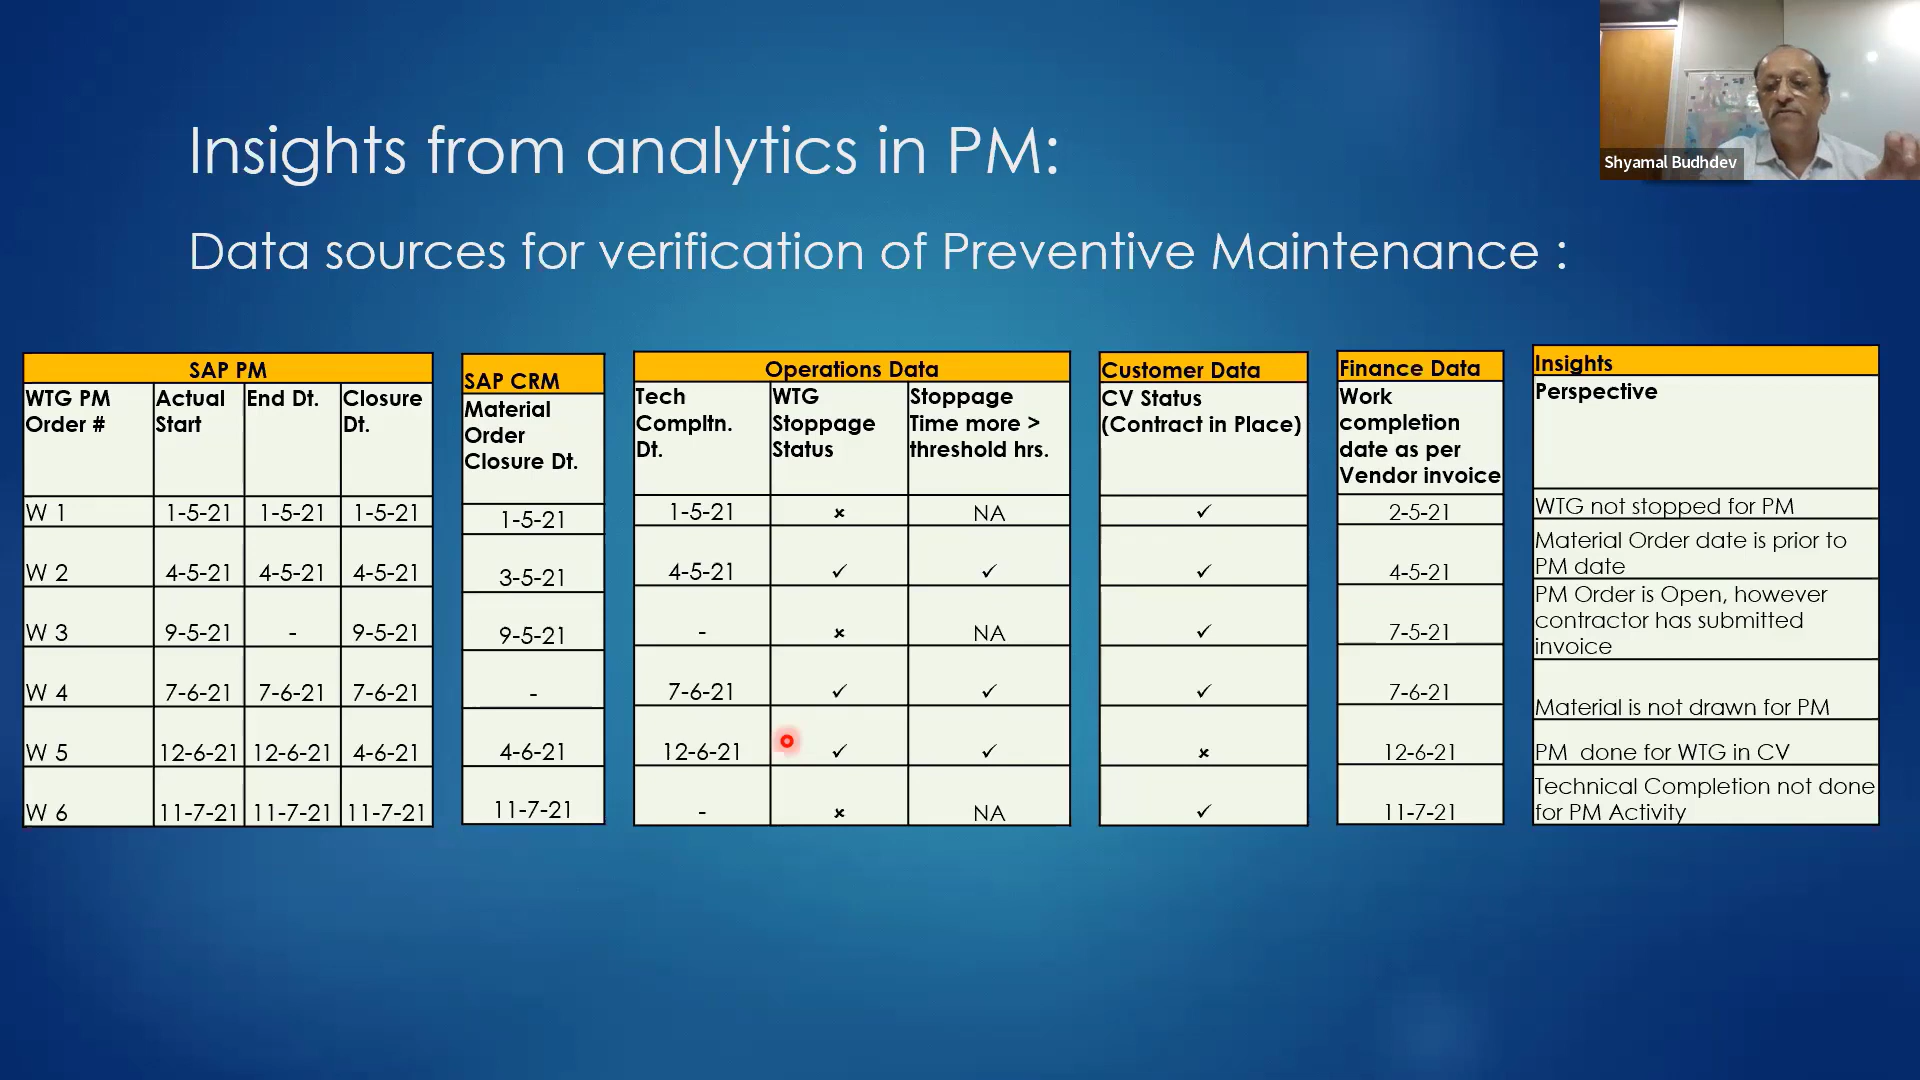 Insights from analytics in PM:
Shyamal Budhdev
Data sources for verification of Preventive Maintenance :
SAP PM
WTG PM Order #
Actual Start
End Dt.
Closure Dt.
W 1 1-5-21 1-5-21 1-5-21
W 2 4-5-21 4-5-21 4-5-21
W 3 9-5-21 - 9-5-21
W 4 7-6-21 7-6-21 7-6-21
W 5 12-6-21 12-6-21 4-6-21
W 6 11-7-21 11-7-21 11-7-21
SAP CRM
Material
Order
Closure Dt.
1-5-21
3-5-21
9-5-21
-
4-6-21
11-7-21
Operations Data
Tech Compltn. Dt.
WTG Stoppage Status
Stoppage Time more > threshold hrs.
1-5-21 × NA
4-5-21 ✓ ✓
- × NA
7-6-21 ✓ ✓
12-6-21 ✓ ✓
- × NA
Customer Data
CV Status
(Contract in Place)
✓
✓
✓
✓
×
✓
Finance Data
Work
completion
date as per
Vendor invoice
2-5-21
4-5-21
7-5-21
7-6-21
12-6-21
11-7-21
Insights
Perspective
WTG not stopped for PM
Material Order date is prior to
PM date
PM Order is Open, however
contractor has submitted
invoice
Material is not drawn for PM
PM done for WTG in CV
Technical Completion not done
for PM Activity